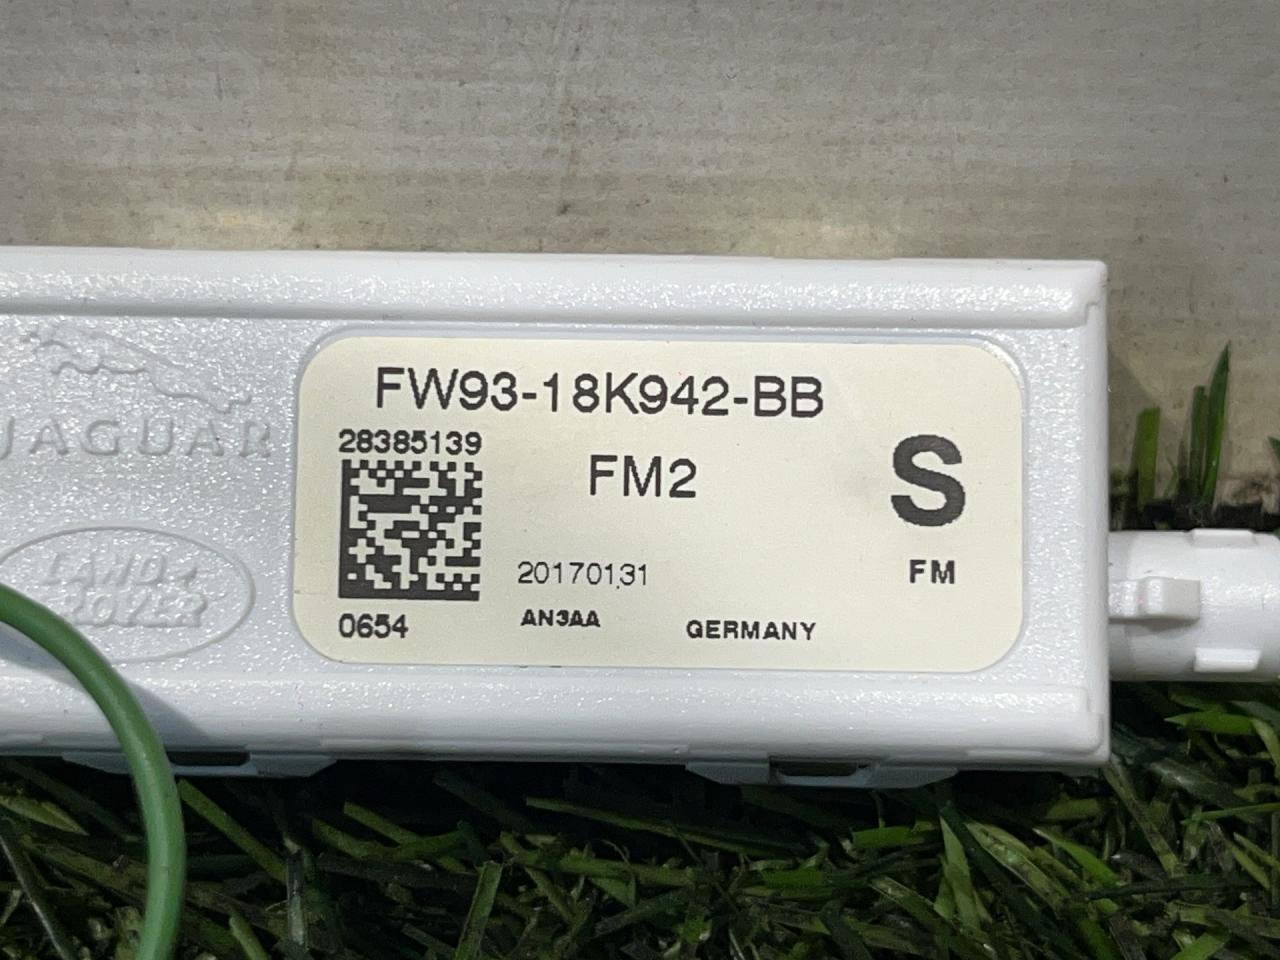 JAGUAR
LAND-
ROVER
FW93-18K942-BB
28385139
FM2
S
20170131
FM
0654
AN3AA
GERMANY